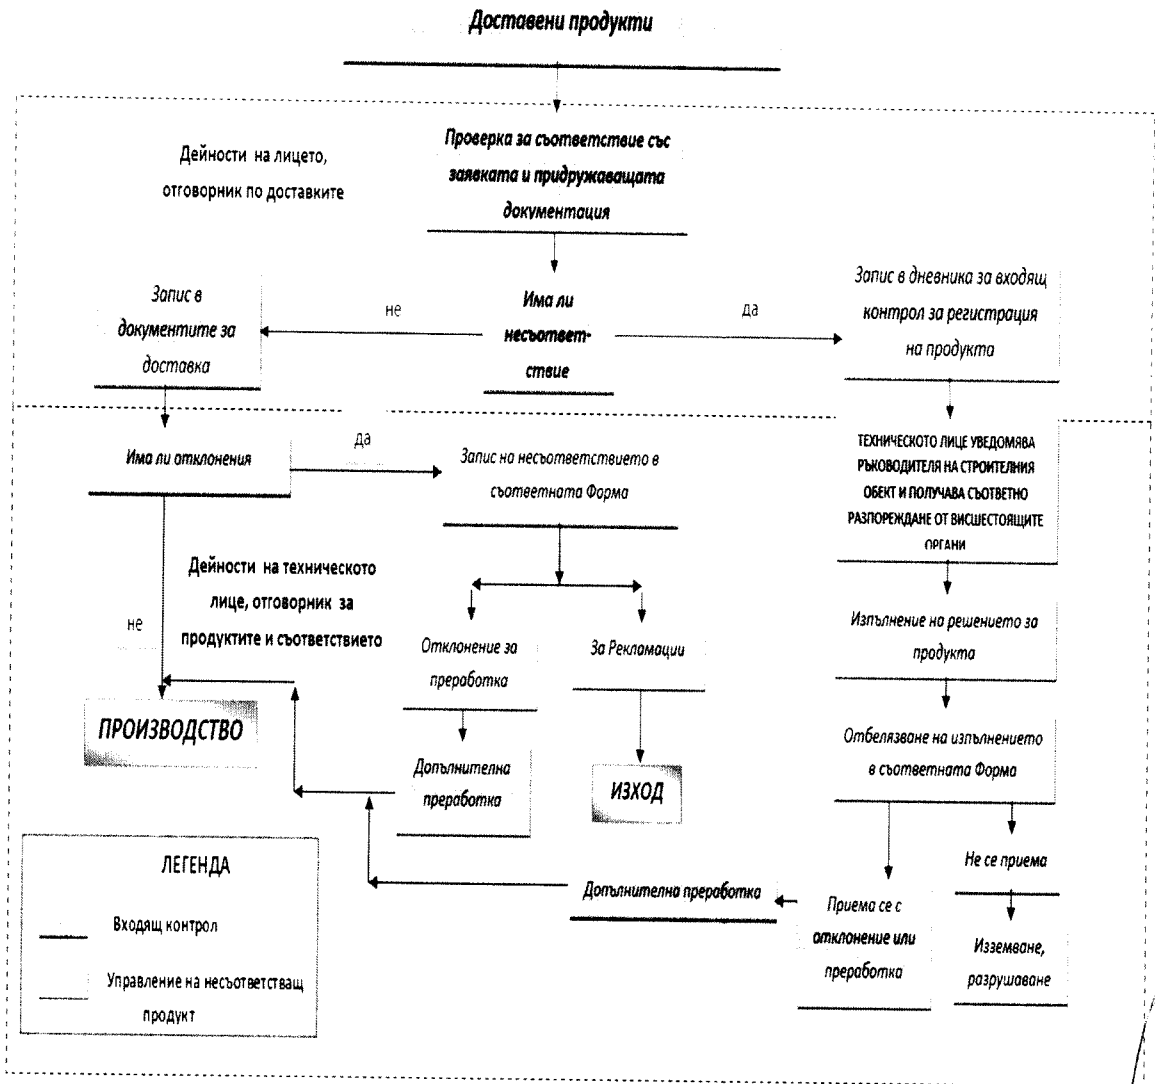 Доставени продукти
Дейности на лицето,
отговорник по доставките
Проверка за съответствие със
заявката и придружаващата
документация
Запис в
документите за
доставка
не
Има ли
несъответ-
ствие
да
Запис в дневника за входящ
контрол за регистрация
на продукта
Има ли отклонения
да
Запис на несъответствието в
съответната Форма
ТЕХНИЧЕСКОТО ЛИЦЕ УВЕДОМЯВА
РЪКОВОДИТЕЛЯ НА СТРОИТЕЛНИЯ
ОБЕКТ И ПОЛУЧАВА СЪОТВЕТНО
РАЗПОРЕЖДАНЕ ОТ ВИСШЕСТОЯЩИТЕ
ОРГАНИ
Дейности на техническото
лице, отговорник за
продуктите и съответствието
не
Отклонение за
преработка
За Рекламации
Изпълнение на решението за
продукта
ПРОИЗВОДСТВО
Допълнителна
преработка
ИЗХОД
Отбелязване на изпълнението
в съответната Форма
Не се приема
Допълнителна преработка
Приема се с
отклонение или
преработка
Изземване,
разрушаване
ЛЕГЕНДА
Входящ контрол
Управление на несъответстващ
продукт